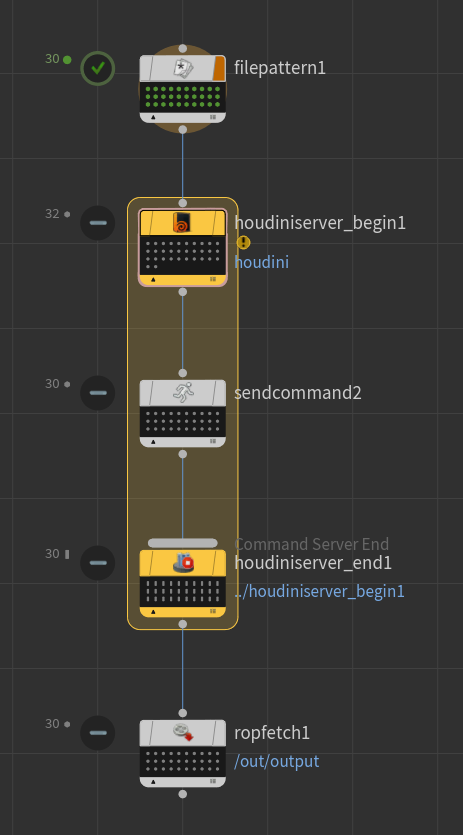 30
filepattern1
32
houdiniserver_begin1
houdini
30
sendcommand2
Command Server End
30
houdiniserver_end1
../houdiniserver_begin1
30
ropfetch1
/out/output